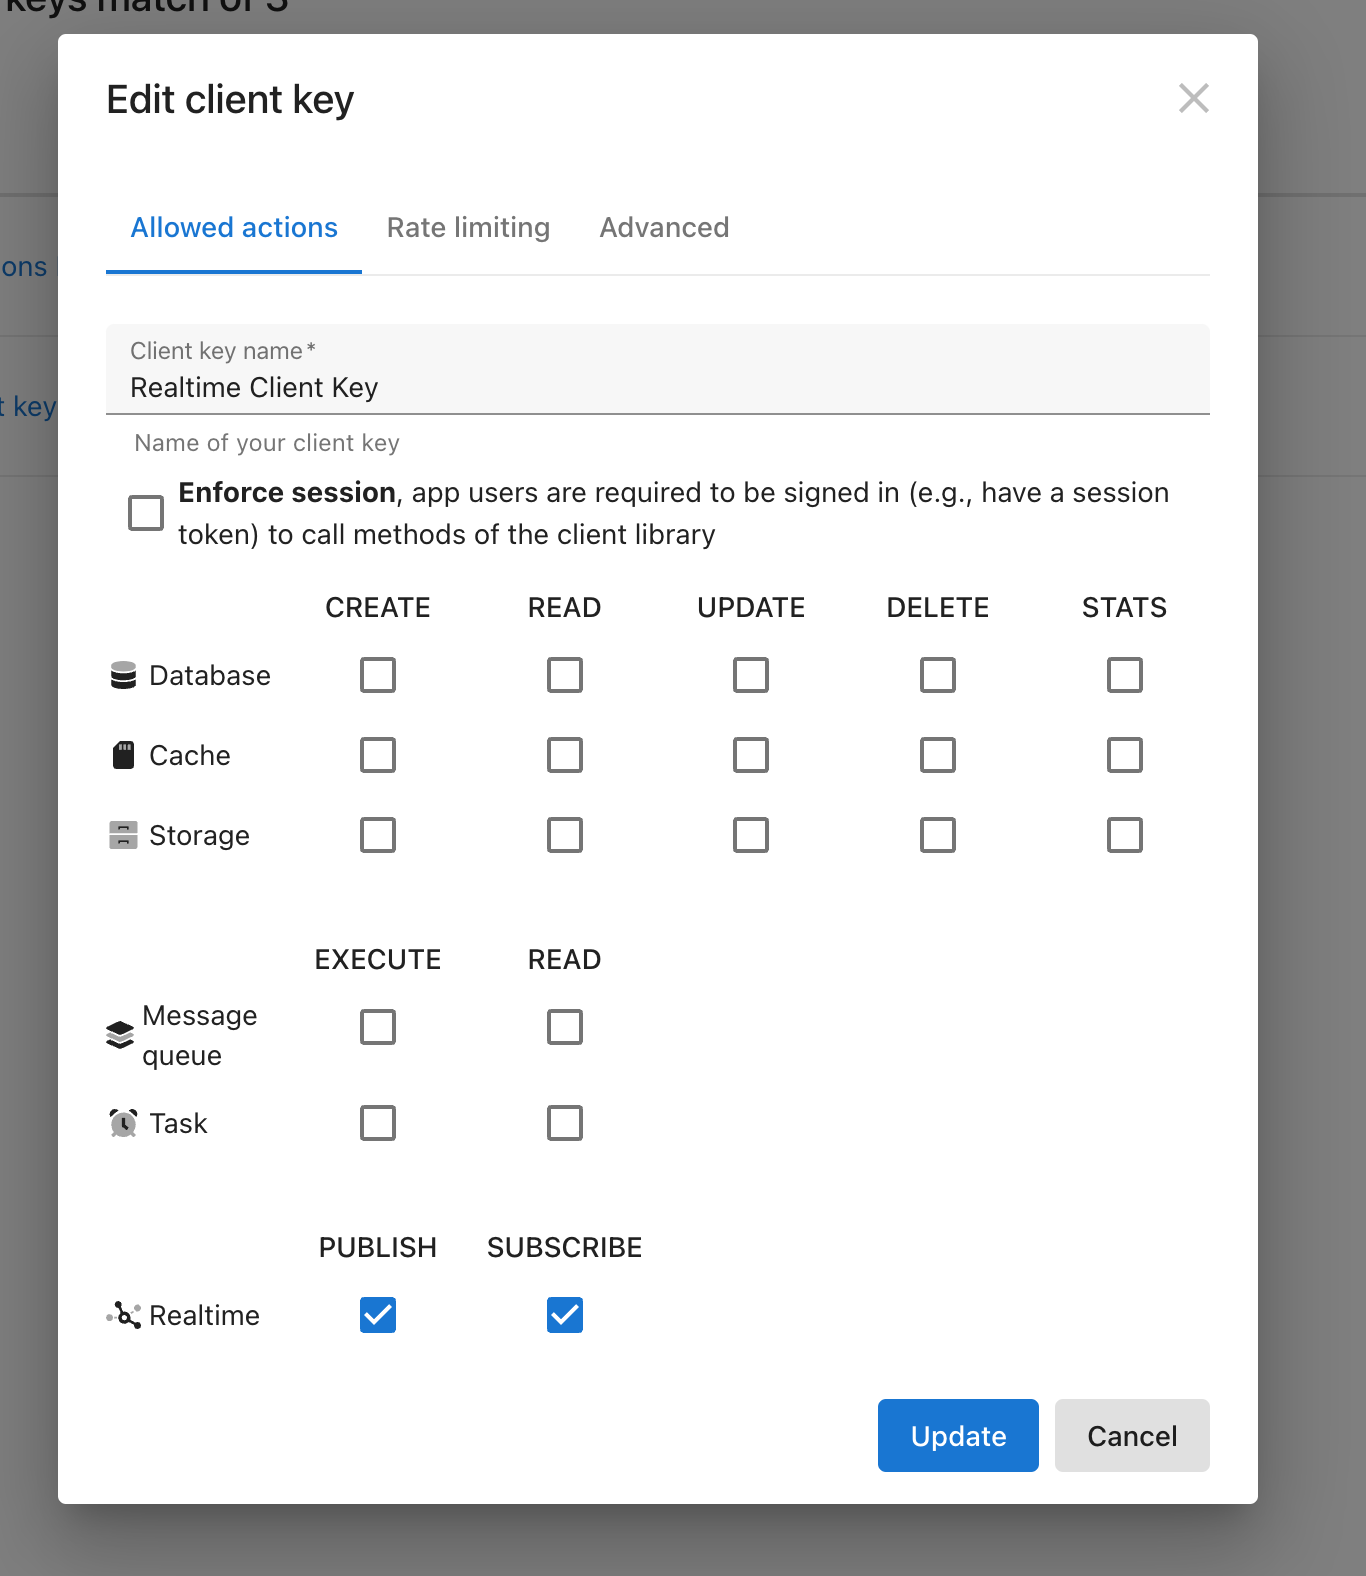 keys match of 3
Edit client key
Allowed actions Rate limiting Advanced
ons
t key
Client key name*
Realtime Client Key
Name of your client key
Enforce session, app users are required to be signed in (e.g., have a session
token) to call methods of the client library
CREATE READ UPDATE DELETE STATS
Database
Cache
Storage
EXECUTE READ
Message
queue
Task
PUBLISH SUBSCRIBE
Realtime
Update Cancel